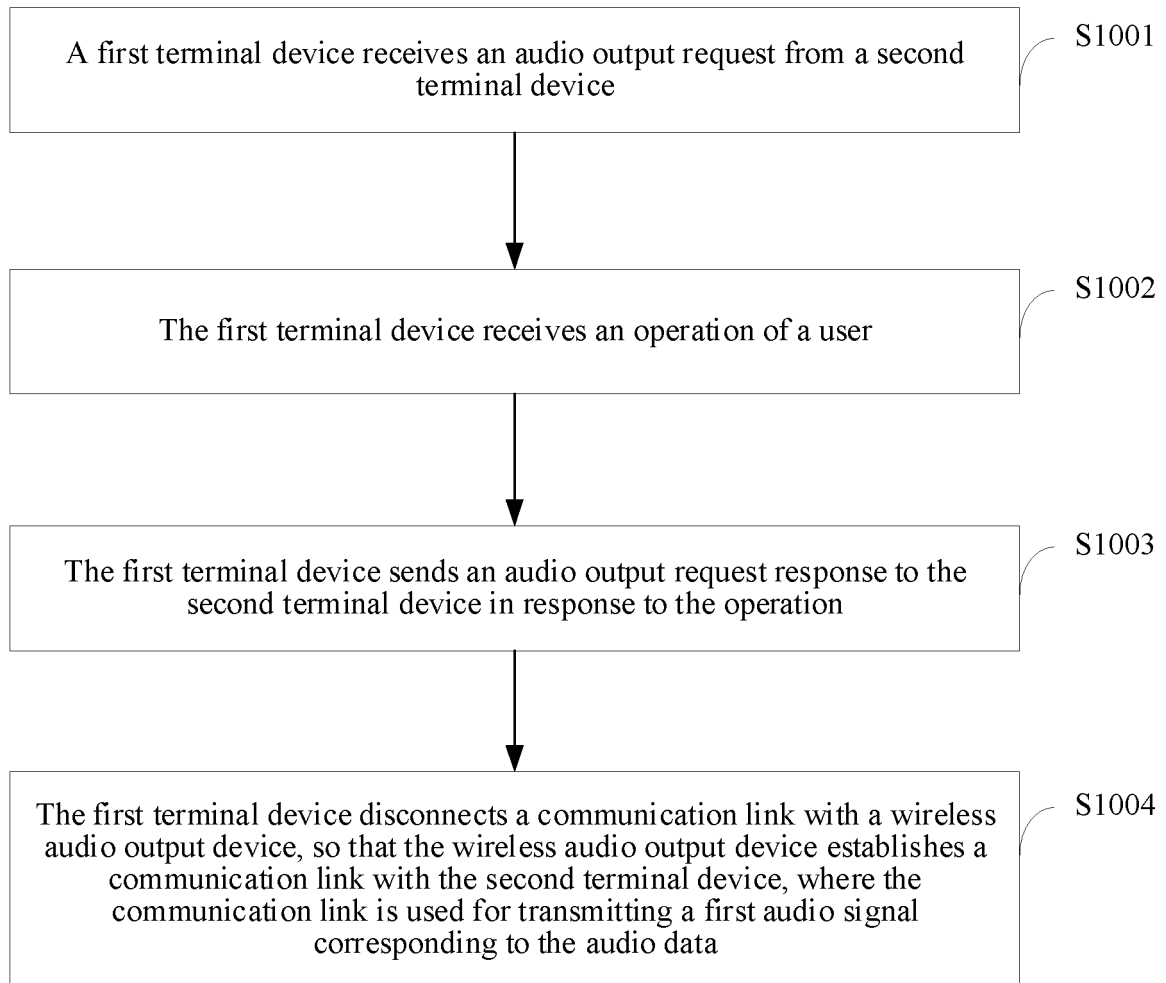 A first terminal device receives an audio output request from a second
terminal device
S1001
The first terminal device receives an operation of a user
S1002
The first terminal device sends an audio output request response to the
second terminal device in response to the operation
S1003
The first terminal device disconnects a communication link with a wireless
audio output device, so that the wireless audio output device establishes a
communication link with the second terminal device, where the
communication link is used for transmitting a first audio signal
corresponding to the audio data
S1004